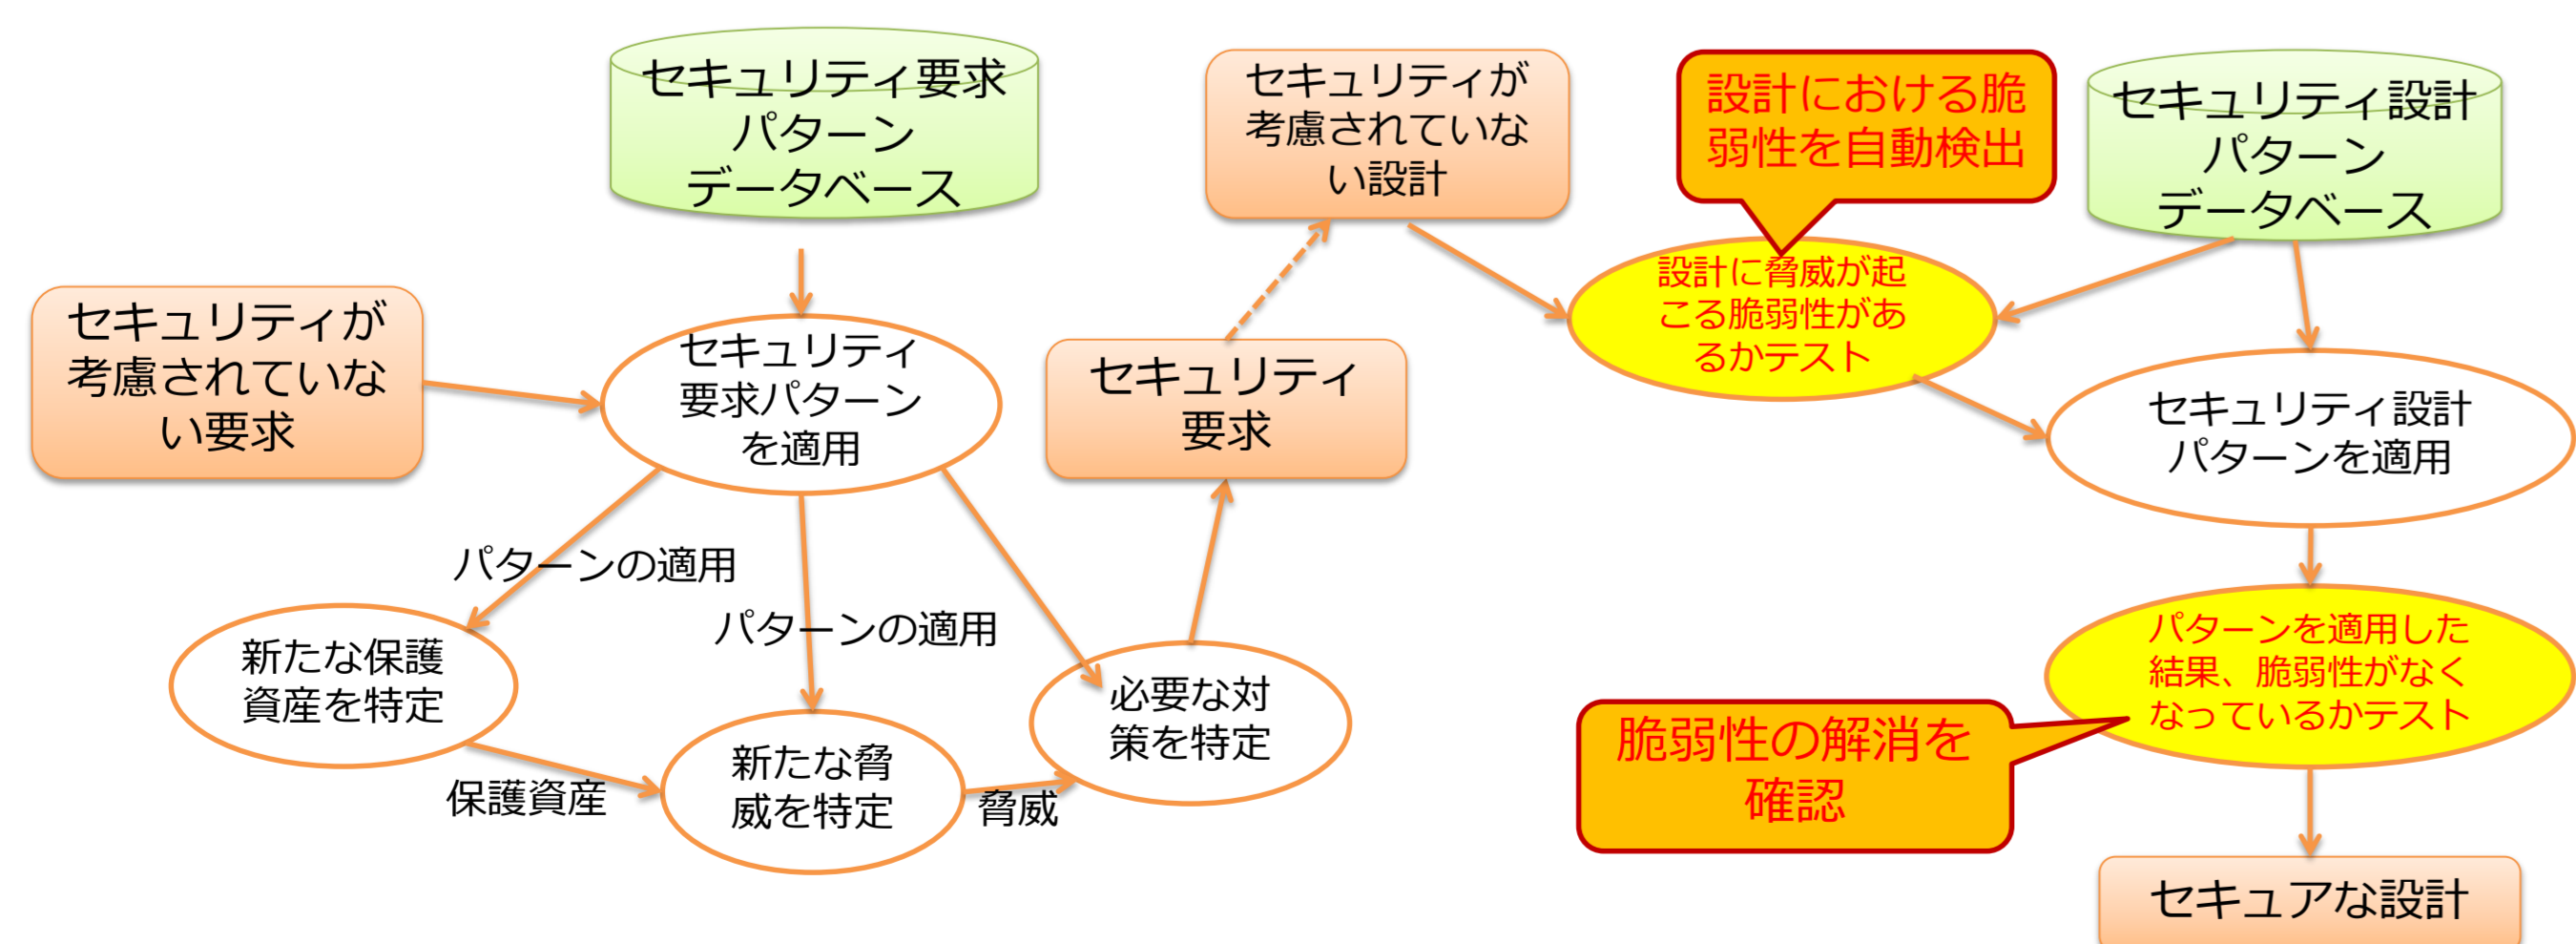 セキュリティ要求
パターン
データベース
セキュリティが
考慮されていな
い要求
セキュリティ
要求パターン
を適用
パターンの適用
パターンの適用
新たな保護
資産を特定
保護資産
新たな脅
威を特定
脅威
必要な対
策を特定
セキュリティ
要求
セキュリティが
考慮されていな
い設計
設計における脆
弱性を自動検出
設計に脅威が起
こる脆弱性があ
るかテスト
セキュリティ設計
パターン
データベース
セキュリティ設計
パターンを適用
パターンを適用した
結果、脆弱性がなく
なっているかテスト
脆弱性の解消を
確認
セキュアな設計